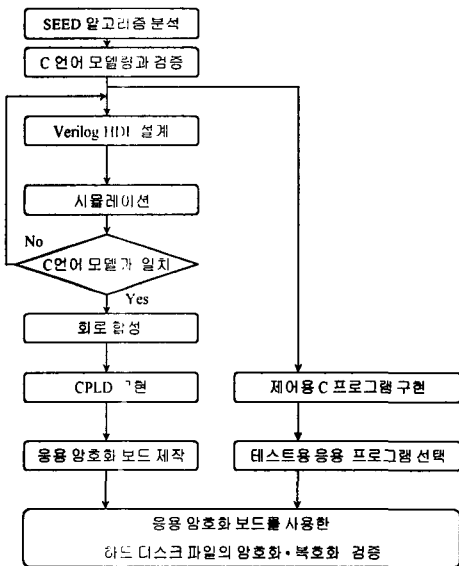 SEED 알고리즘 분석
C 언어 모델링과 검증
Verilog HDL 설계
시뮬레이션
No
C언어 모델과 일치
Yes
회로 합성
CPLD 구현
제어용 C 프로그램 구현
응용 암호화 보드 제작
테스트용 응용 프로그램 선택
응용 암호화 보드를 사용한
하드 디스크 파일의 암호화·복호화 검증